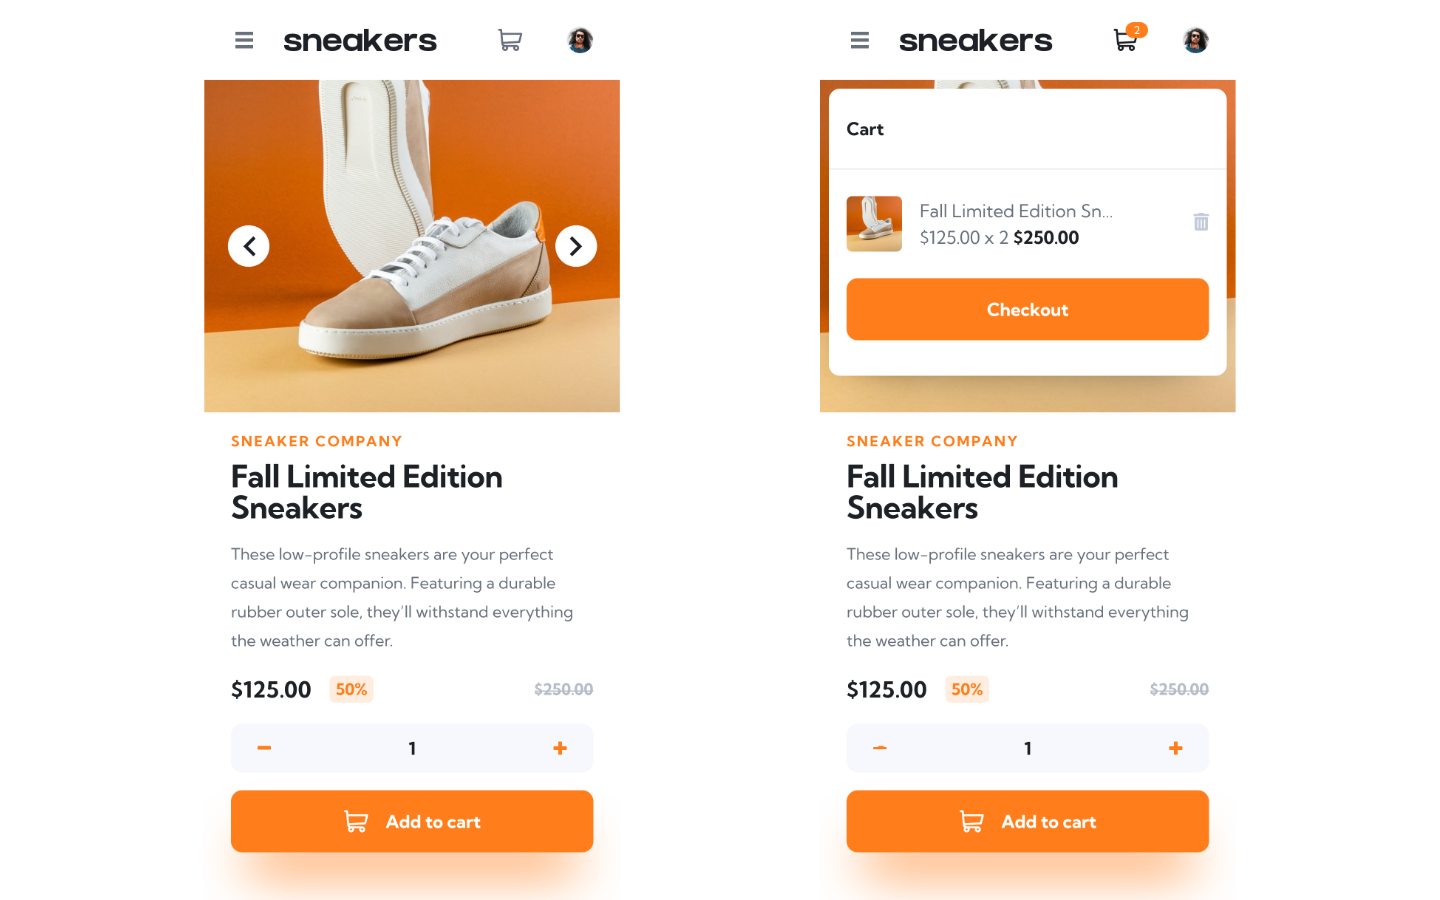 sneakers
SNEAKER COMPANY
Fall Limited Edition
Sneakers
These low-profile sneakers are your perfect
casual wear companion. Featuring a durable
rubber outer sole, they'll withstand everything
the weather can offer.
$125.00 50% $250.00
− 1 +
Add to cart
sneakers 2
Cart
Fall Limited Edition Sn...
$125.00 x 2 $250.00
Checkout
SNEAKER COMPANY
Fall Limited Edition
Sneakers
These low-profile sneakers are your perfect
casual wear companion. Featuring a durable
rubber outer sole, they'll withstand everything
the weather can offer.
$125.00 50% $250.00
− 1 +
Add to cart